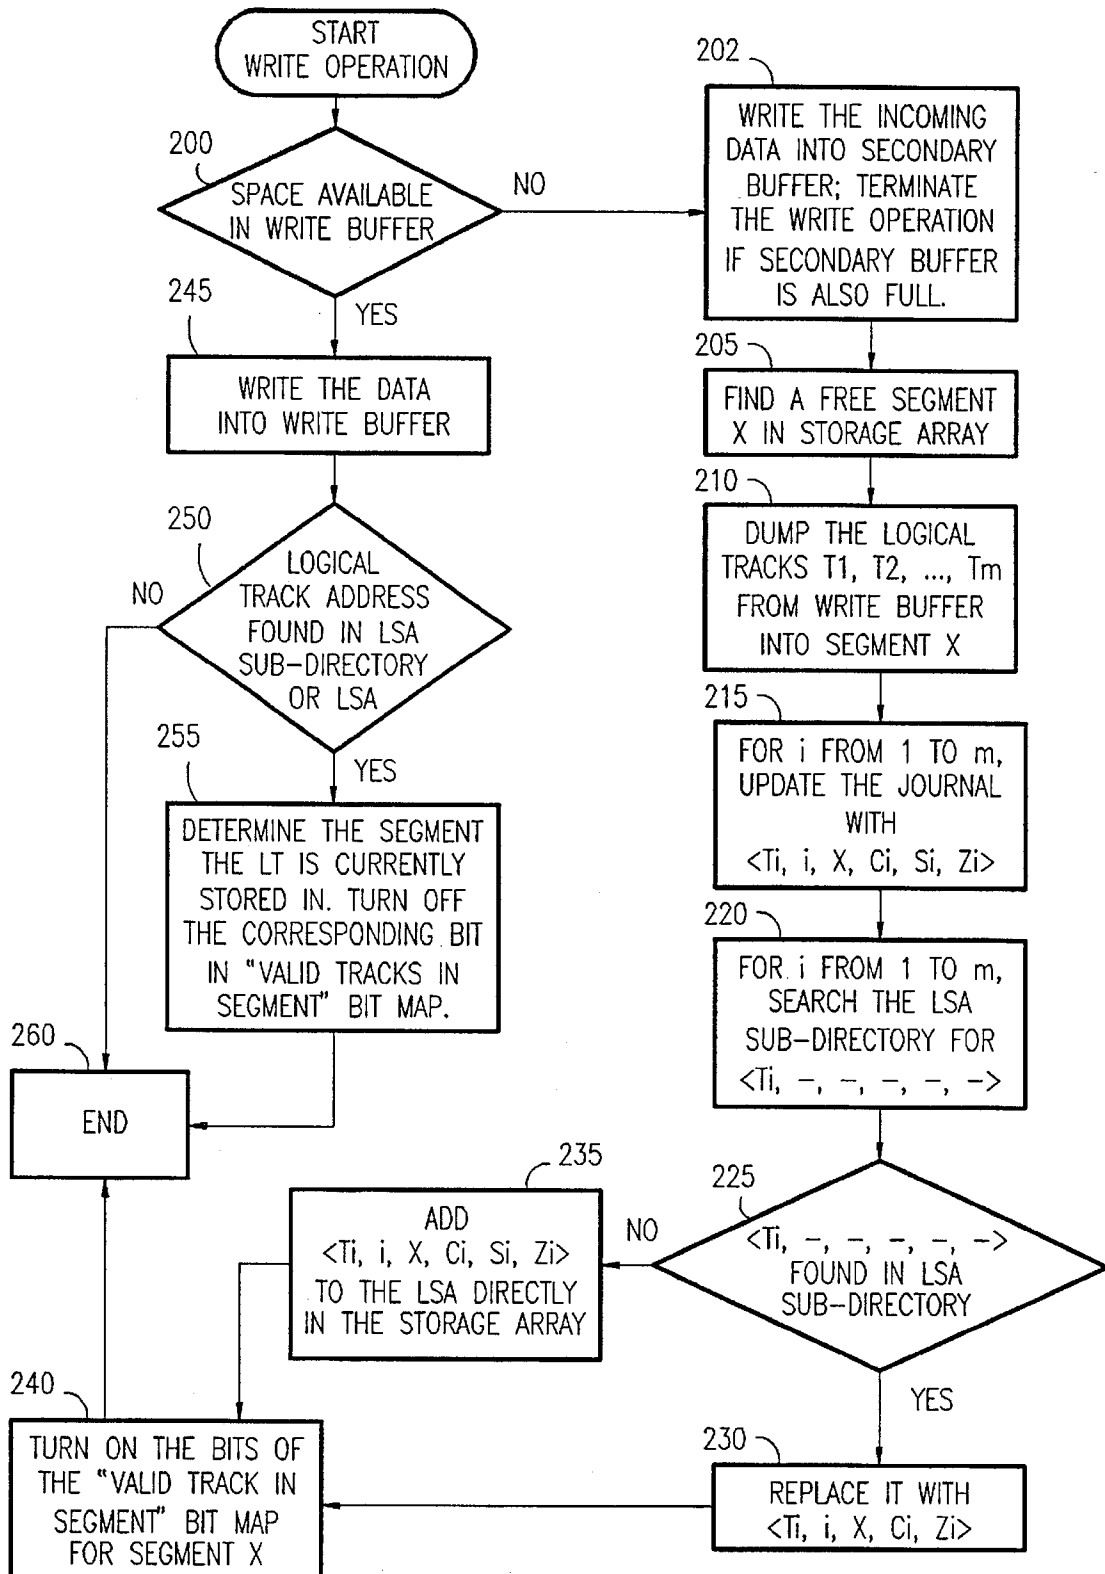 START
WRITE OPERATION
200
SPACE AVAILABLE
IN WRITE BUFFER
NO
YES
202
WRITE THE INCOMING
DATA INTO SECONDARY
BUFFER; TERMINATE
THE WRITE OPERATION
IF SECONDARY BUFFER
IS ALSO FULL.
245
WRITE THE DATA
INTO WRITE BUFFER
205
FIND A FREE SEGMENT
X IN STORAGE ARRAY
210
DUMP THE LOGICAL
TRACKS T1, T2, ..., Tm
FROM WRITE BUFFER
INTO SEGMENT X
250
LOGICAL
TRACK ADDRESS
FOUND IN LSA
SUB-DIRECTORY
OR LSA
NO
YES
215
FOR i FROM 1 TO m,
UPDATE THE JOURNAL
WITH
<Ti, i, X, Ci, Si, Zi>
255
DETERMINE THE SEGMENT
THE LT IS CURRENTLY
STORED IN. TURN OFF
THE CORRESPONDING BIT
IN "VALID TRACKS IN
SEGMENT" BIT MAP.
220
FOR i FROM 1 TO m,
SEARCH THE LSA
SUB-DIRECTORY FOR
<Ti, –, –, –, –, –>
260
END
225
<Ti, –, –, –, –, –>
FOUND IN LSA
SUB-DIRECTORY
NO
YES
235
ADD
<Ti, i, X, Ci, Si, Zi>
TO THE LSA DIRECTLY
IN THE STORAGE ARRAY
240
TURN ON THE BITS OF
THE "VALID TRACK IN
SEGMENT" BIT MAP
FOR SEGMENT X
230
REPLACE IT WITH
<Ti, i, X, Ci, Zi>